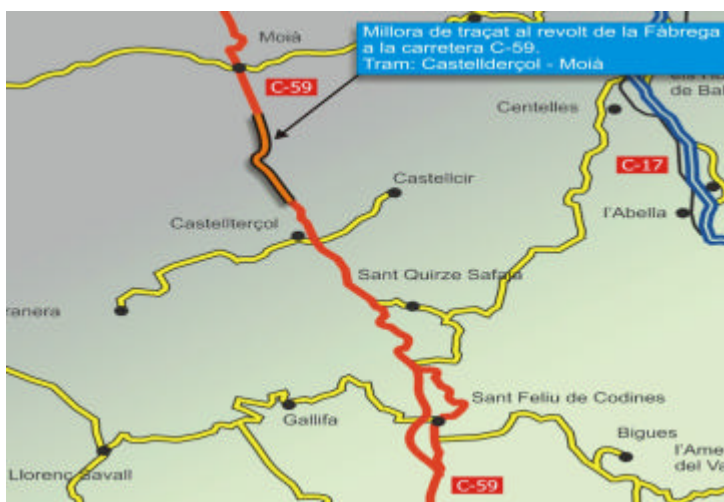 Millora de traçat al revolt de la Fàbrega
a la carretera C-59.
Tram: Castellderçol - Moià
Moià
C-59
Centelles
de Bal
C-17
Castellcir
l'Abella
Castellterçol
Sant Quirze Safaja
ranera
Sant Feliu de Codines
Gallifa
Bigues
l'Ame
del Va
Llorenç Savall
C-59